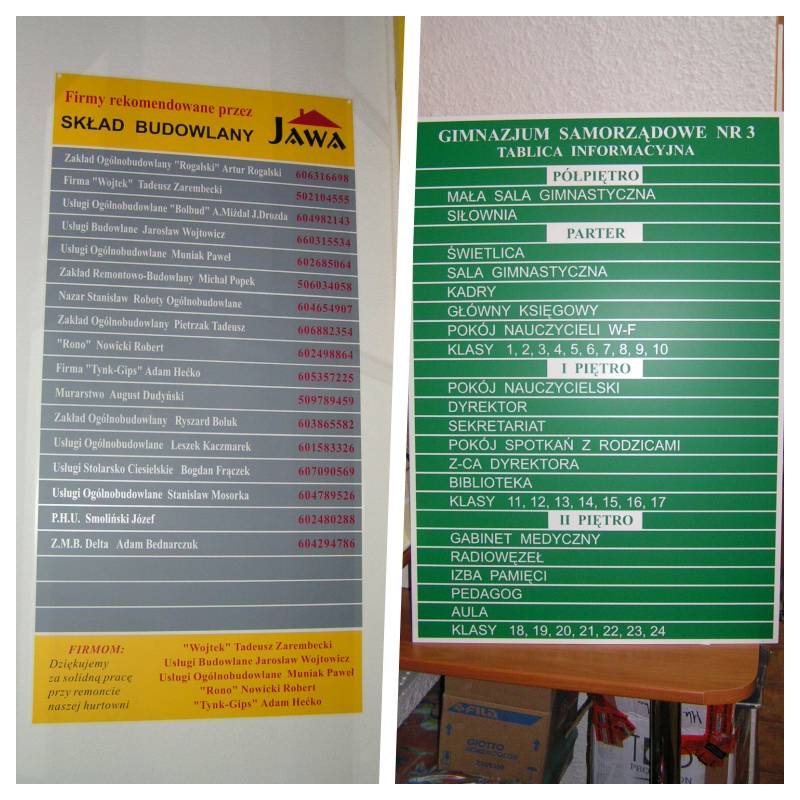 Firmy rekomendowane przez
SKŁAD BUDOWLANY JAWA
Zakład Ogólnobudowlany "Rogalski" Artur Rogalski 606316698
Firma "Wojtek" Tadeusz Zarembecki 502104555
Usługi Ogólnobudowlane "Bolbud" A.Miżdal J.Drozda 604982143
Usługi Budowlane Jarosław Wojtowicz 660315534
Usługi Ogólnobudowlane Muniak Paweł 602685064
Zakład Remontowo-Budowlany Michał Popek 506034058
Nazar Stanisław Roboty Ogólnobudowlane 604654907
Zakład Ogólnobudowlany Pietrzak Tadeusz 606882354
"Rono" Nowicki Robert 602498864
Firma "Tynk-Gips" Adam Hećko 605357225
Murarstwo August Dudyński 509789459
Zakład Ogólnobudowlany Ryszard Boluk 603865582
Usługi Ogólnobudowlane Leszek Kaczmarek 601583326
Usługi Stolarsko Ciesielskie Bogdan Frączek 607090569
Usługi Ogólnobudowlane Stanisław Mosorka 604789526
P.H.U. Smoliński Józef 602480288
Z.M.B. Delta Adam Bednarczuk 604294786
FIRMOM:
Dziękujemy
za solidną pracę
przy remoncie
naszej hurtowni
"Wojtek" Tadeusz Zarembecki
Usługi Budowlane Jarosław Wojtowicz
Usługi Ogólnobudowlane Muniak Paweł
"Rono" Nowicki Robert
"Tynk-Gips" Adam Hećko
GIMNAZJUM SAMORZĄDOWE NR 3
TABLICA INFORMACYJNA
PÓŁPIĘTRO
MAŁA SALA GIMNASTYCZNA
SIŁOWNIA
PARTER
ŚWIETLICA
SALA GIMNASTYCZNA
KADRY
GŁÓWNY KSIĘGOWY
POKÓJ NAUCZYCIELI W-F
KLASY 1, 2, 3, 4, 5, 6, 7, 8, 9, 10
I PIĘTRO
POKÓJ NAUCZYCIELSKI
DYREKTOR
SEKRETARIAT
POKÓJ SPOTKAŃ Z RODZICAMI
Z-CA DYREKTORA
BIBLIOTEKA
KLASY 11, 12, 13, 14, 15, 16, 17
II PIĘTRO
GABINET MEDYCZNY
RADIOWĘZEŁ
IZBA PAMIĘCI
PEDAGOG
AULA
KLASY 18, 19, 20, 21, 22, 23, 24
FILA
GIOTTO